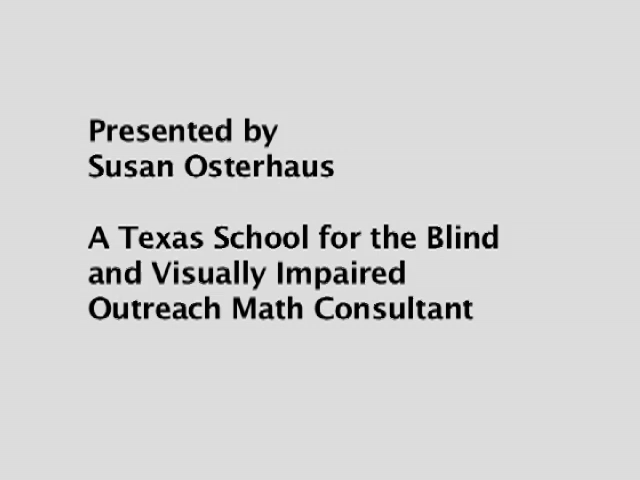 Presented by
Susan Osterhaus
A Texas School for the Blind
and Visually Impaired
Outreach Math Consultant